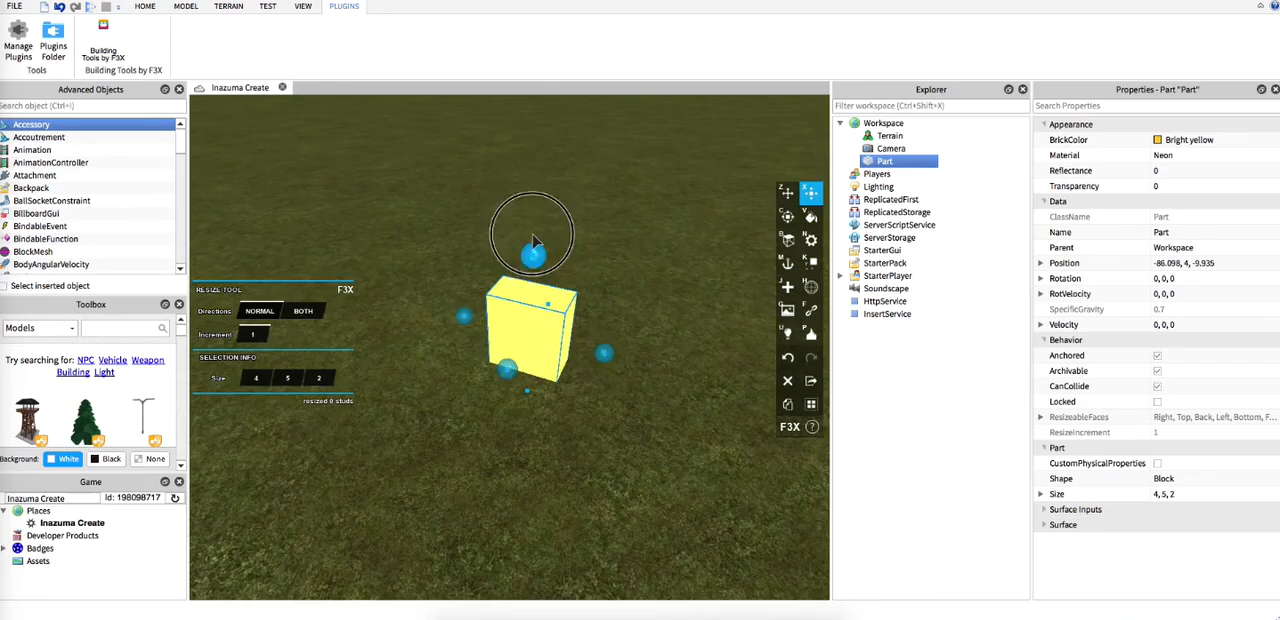 FILE HOME MODEL TERRAIN TEST VIEW PLUGINS
Manage Plugins
Plugins Folder
Building Tools by F3X
Tools
Building Tools by F3X
Advanced Objects
Search object (Ctrl+I)
Accessory
Accoutrement
Animation
AnimationController
Attachment
Backpack
BallSocketConstraint
BillboardGui
BindableEvent
BindableFunction
BlockMesh
BodyAngularVelocity
Select inserted object
Toolbox
Models
Try searching for: NPC Vehicle Weapon
Building Light
Background: White Black None
Game
Inazuma Create Id: 198098717
Places
Inazuma Create
Developer Products
Badges
Assets
Inazuma Create
RESIZE TOOL F3X
Directions NORMAL BOTH
Increment 1
SELECTION INFO
Size 4 5 2
resized 0 studs
Z X
C V
B N
M K
J H
G F
U P
F3X ?
Explorer
Filter workspace (Ctrl+Shift+X)
Workspace
Terrain
Camera
Part
Players
Lighting
ReplicatedFirst
ReplicatedStorage
ServerScriptService
ServerStorage
StarterGui
StarterPack
StarterPlayer
Soundscape
HttpService
InsertService
Properties - Part "Part"
Search Properties
Appearance
BrickColor Bright yellow
Material Neon
Reflectance 0
Transparency 0
Data
ClassName Part
Name Part
Parent Workspace
Position -86.098, 4, -9.935
Rotation 0, 0, 0
RotVelocity 0, 0, 0
SpecificGravity 0.7
Velocity 0, 0, 0
Behavior
Anchored
Archivable
CanCollide
Locked
ResizeableFaces Right, Top, Back, Left, Bottom, F...
ResizeIncrement 1
Part
CustomPhysicalProperties
Shape Block
Size 4, 5, 2
Surface Inputs
Surface